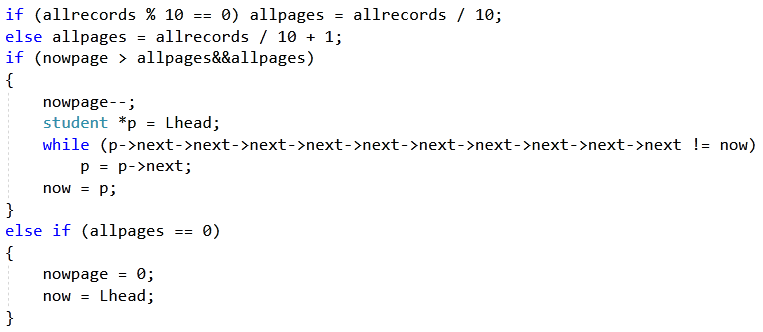 if (allrecords % 10 == 0) allpages = allrecords / 10;
else allpages = allrecords / 10 + 1;
if (nowpage > allpages&&allpages)
{
    nowpage--;
    student *p = Lhead;
    while (p->next->next->next->next->next->next->next->next->next->next != now)
        p = p->next;
    now = p;
}
else if (allpages == 0)
{
    nowpage = 0;
    now = Lhead;
}